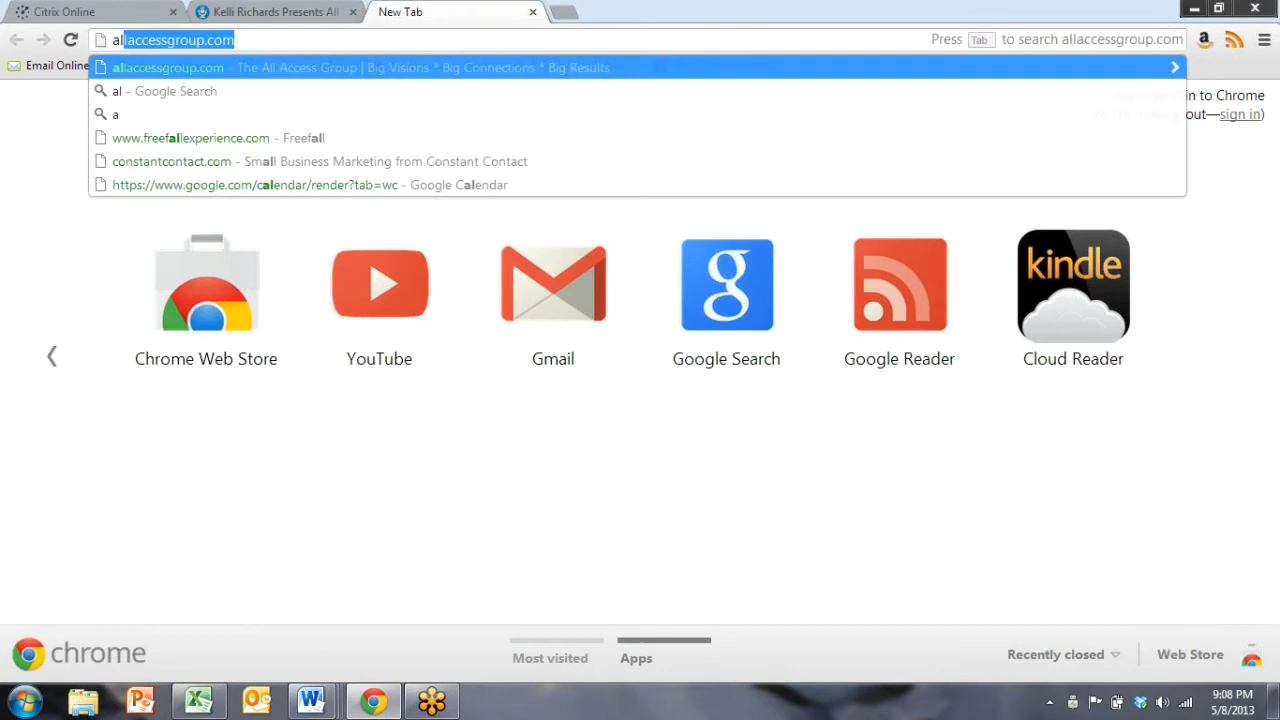 Citrix Online
Kelli Richards Presents All
New Tab
allaccessgroup.com
Press Tab to search allaccessgroup.com
Email Online
allaccessgroup.com - The All Access Group | Big Visions * Big Connections * Big Results
al - Google Search
in to Chrome
a
out—sign in)
www.freefallexperience.com - Freefall
constantcontact.com - Small Business Marketing from Constant Contact
https://www.google.com/calendar/render?tab=wc - Google Calendar
kindle
Chrome Web Store
YouTube
Gmail
Google Search
Google Reader
Cloud Reader
chrome
Most visited
Apps
Recently closed
Web Store
9:08 PM
5/8/2013